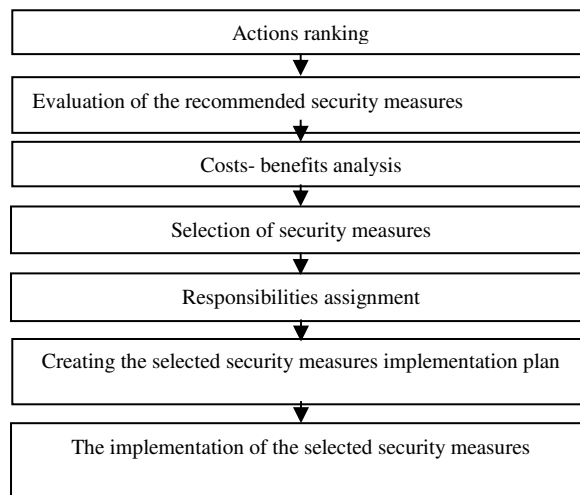 Actions ranking
Evaluation of the recommended security measures
Costs- benefits analysis
Selection of security measures
Responsibilities assignment
Creating the selected security measures implementation plan
The implementation of the selected security measures